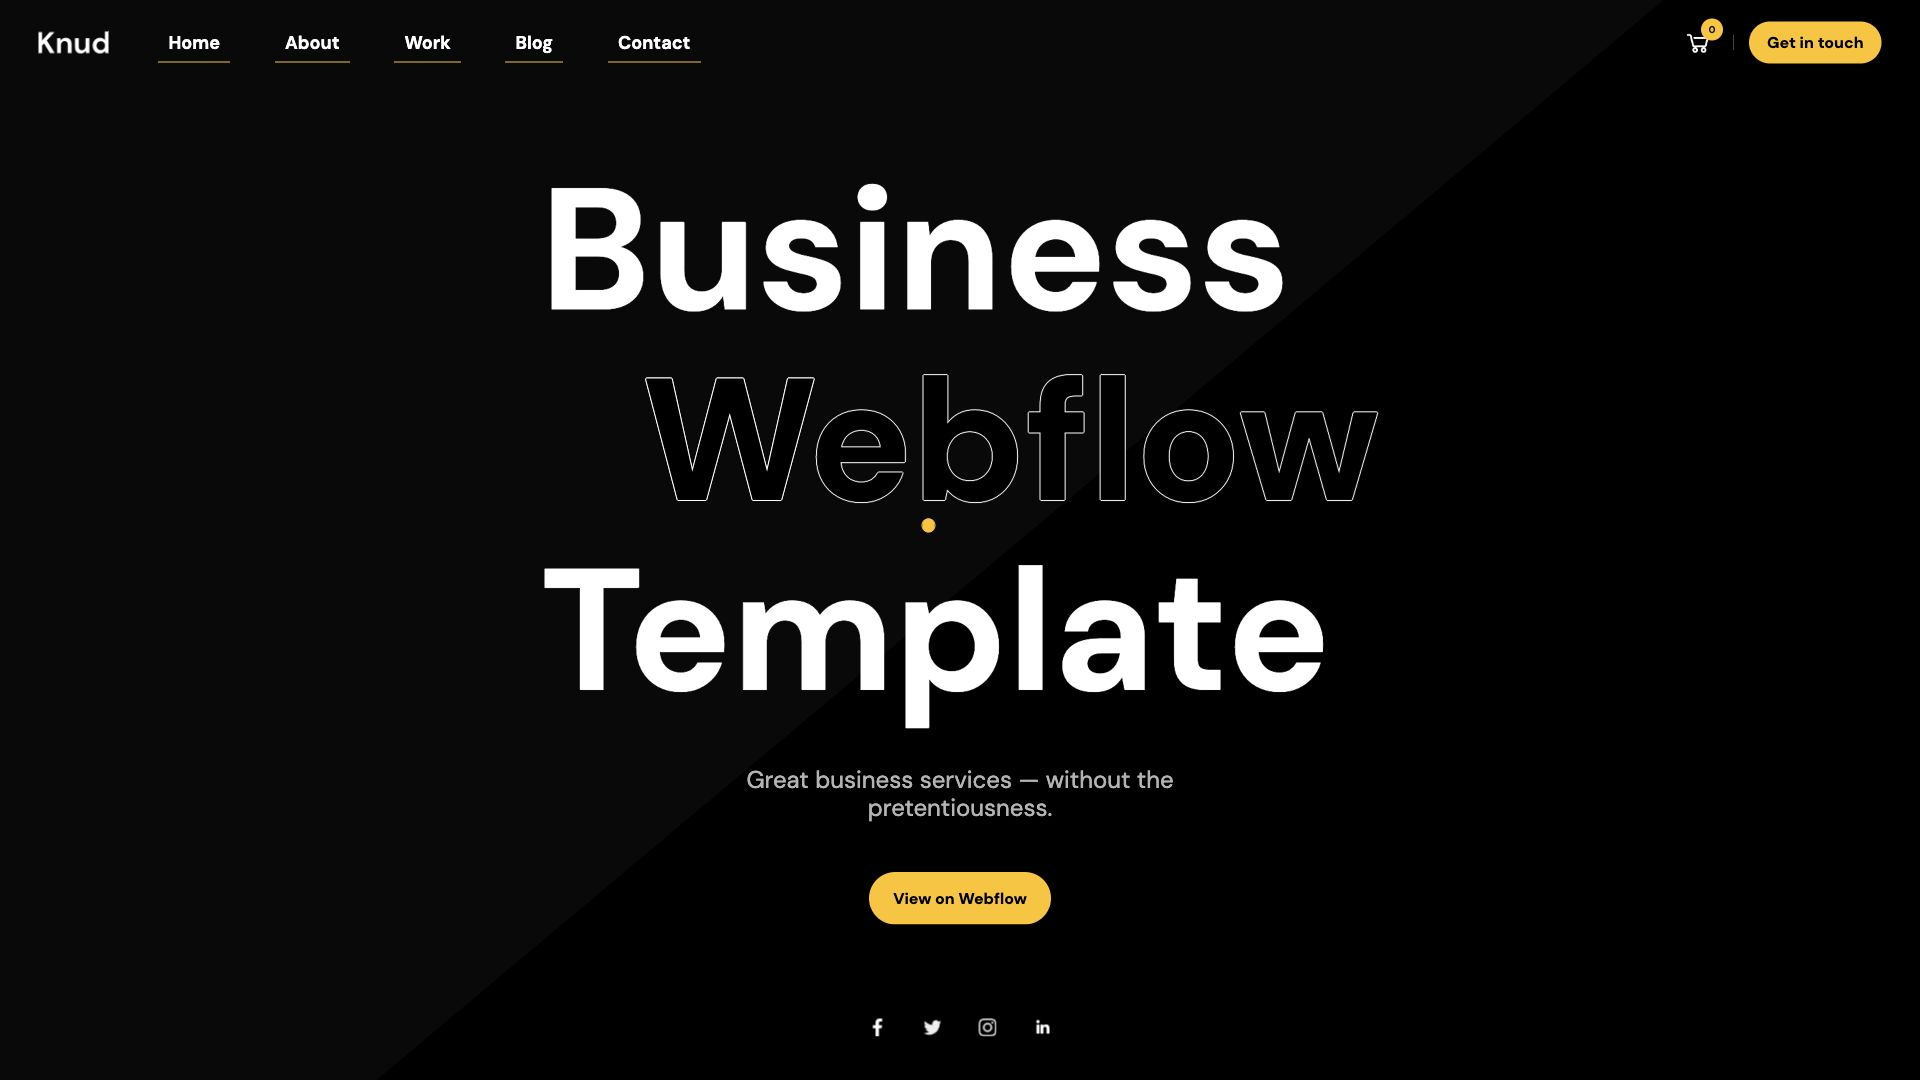 Knud Home About Work Blog Contact 0 Get in touch
Business
Webflow
Template
Great business services — without the
pretentiousness.
View on Webflow